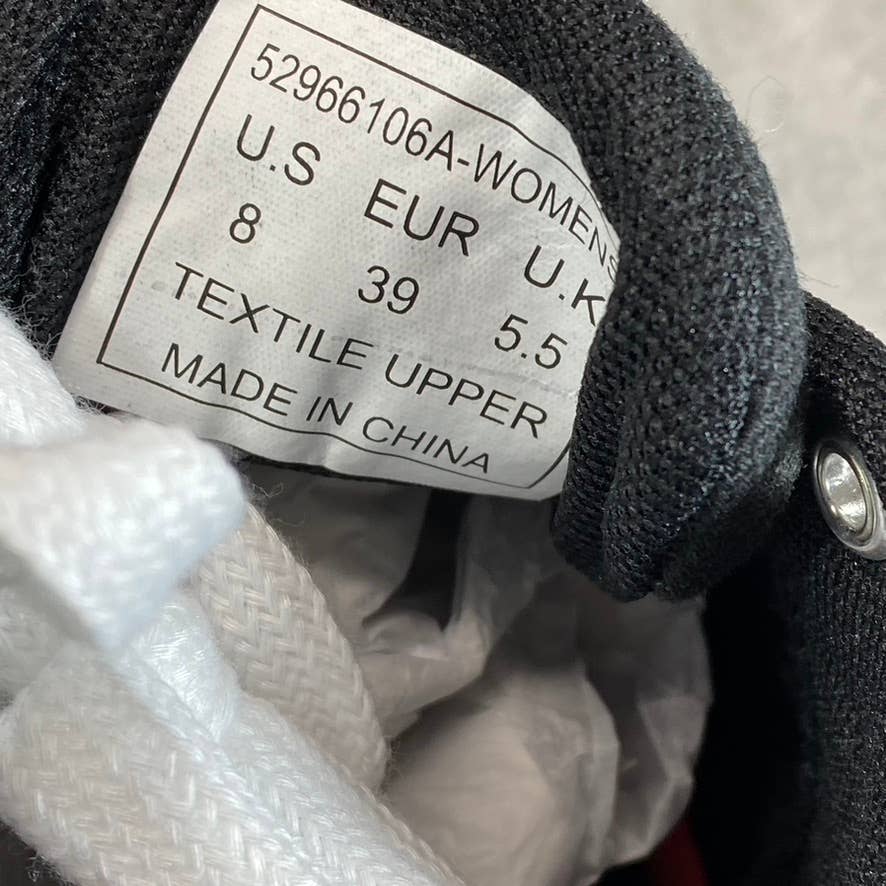 52966106A-WOMENS
U.S EUR U.K
8 39 5.5
TEXTILE UPPER
MADE IN CHINA